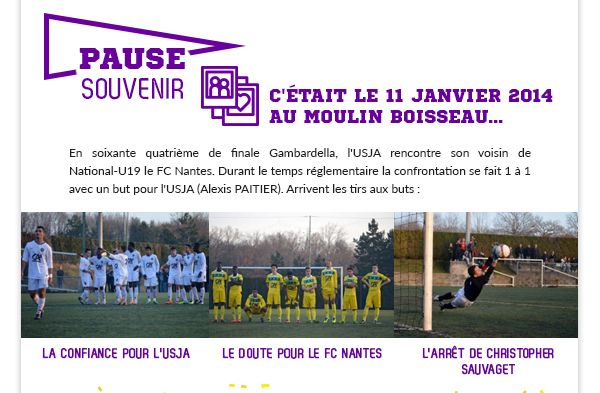 PAUSE
SOUVENIR
C'ÉTAIT LE 11 JANVIER 2014
AU MOULIN BOISSEAU...
En soixante quatrième de finale Gambardella, l'USJA rencontre son voisin de
National-U19 le FC Nantes. Durant le temps réglementaire la confrontation se fait 1 à 1
avec un but pour l'USJA (Alexis PAITIER). Arrivent les tirs aux buts :
LA CONFIANCE POUR L'USJA
LE DOUTE POUR LE FC NANTES
L'ARRÊT DE CHRISTOPHER
SAUVAGET